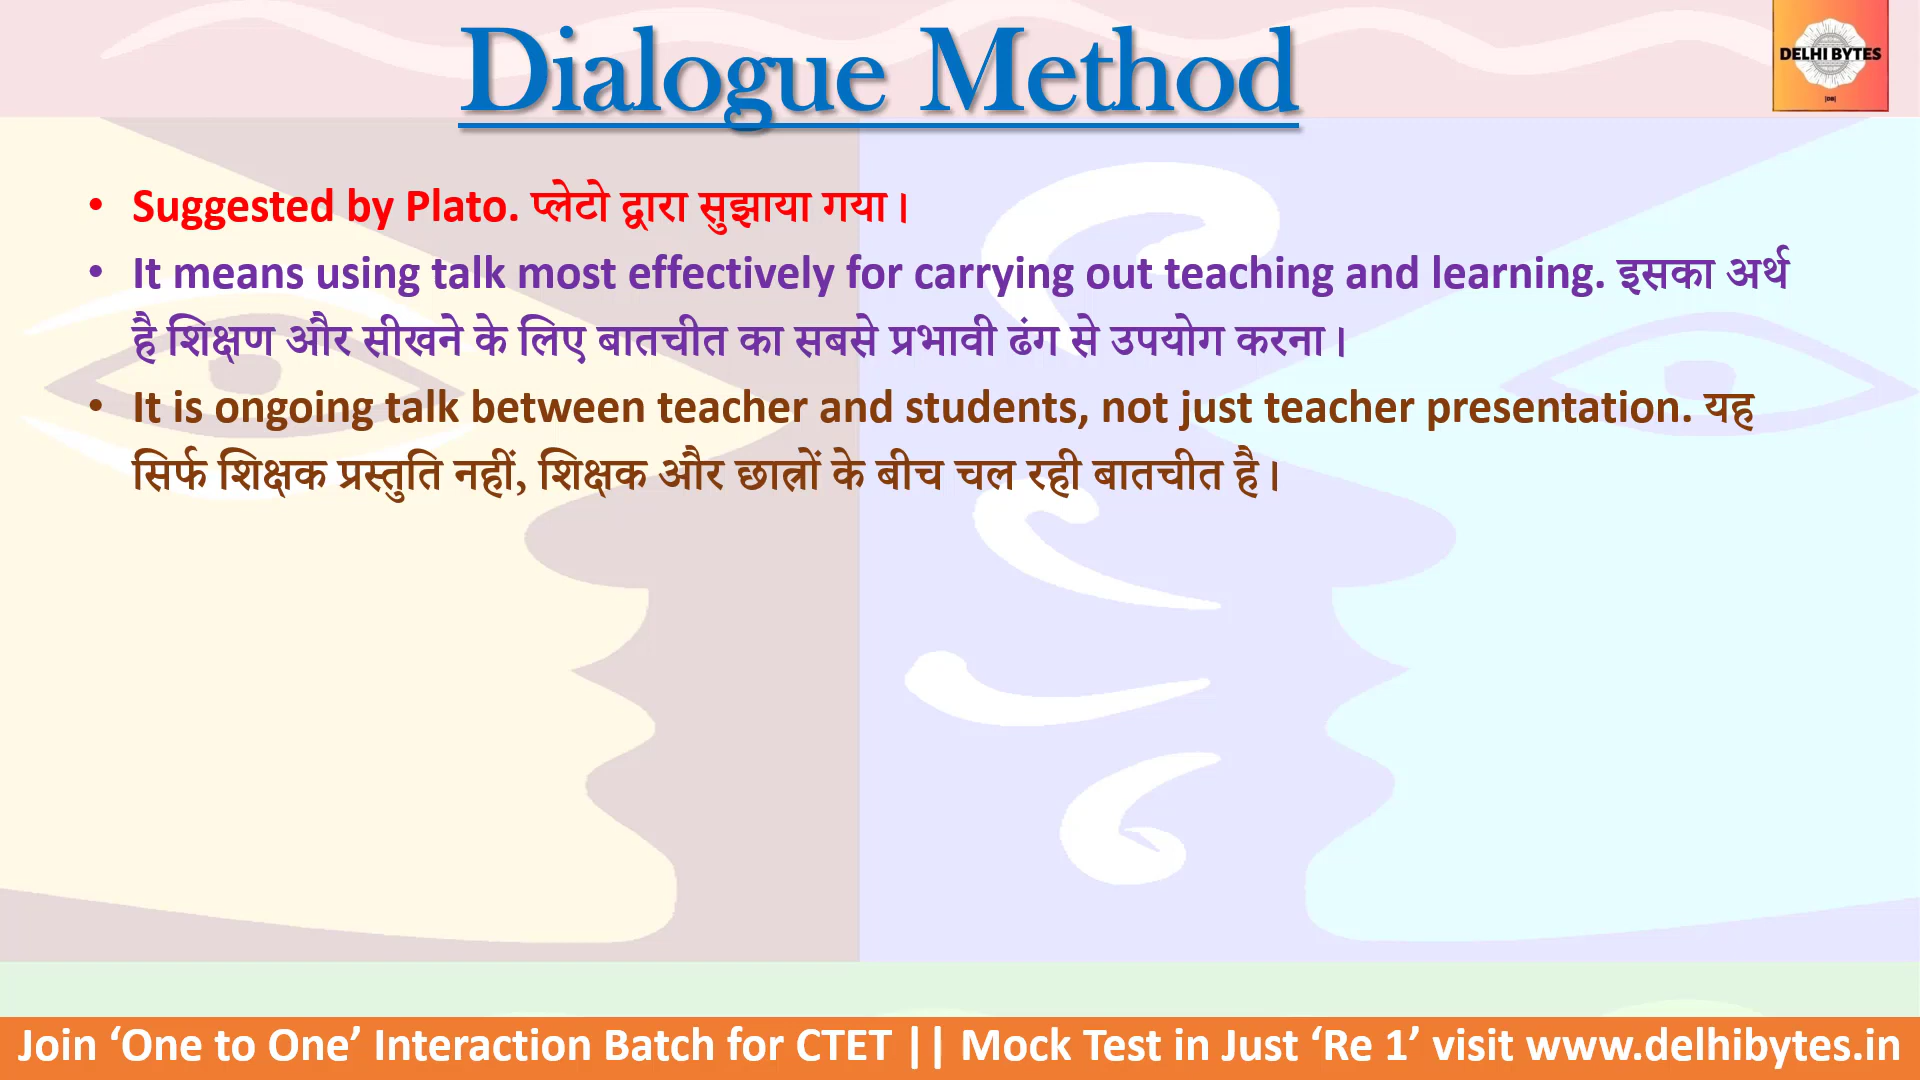 Dialogue Method
DELHI BYTES
|DB|
• Suggested by Plato. प्लेटो द्वारा सुझाया गया।
• It means using talk most effectively for carrying out teaching and learning. इसका अर्थ
है शिक्षण और सीखने के लिए बातचीत का सबसे प्रभावी ढंग से उपयोग करना।
• It is ongoing talk between teacher and students, not just teacher presentation. यह
सिर्फ शिक्षक प्रस्तुति नहीं, शिक्षक और छात्रों के बीच चल रही बातचीत है।
Join ‘One to One’ Interaction Batch for CTET || Mock Test in Just ‘Re 1’ visit www.delhibytes.in